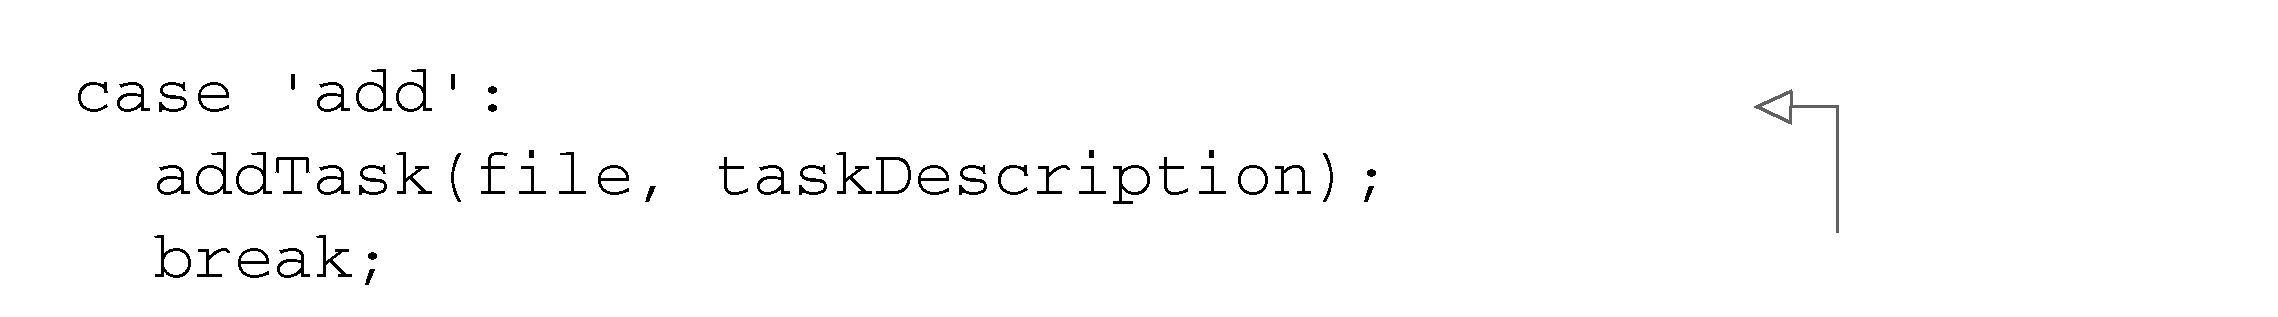 case 'add':
  addTask(file, taskDescription);
  break;